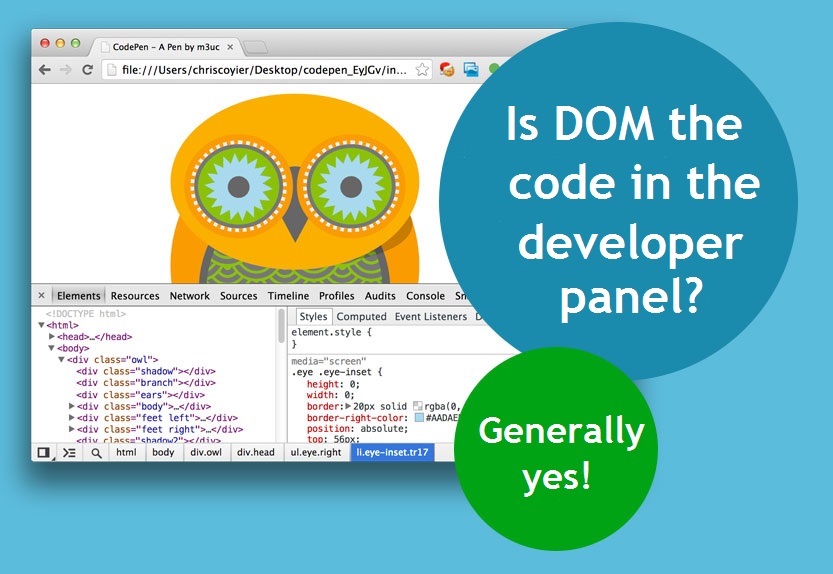 CodePen - A Pen by m3uc
file:///Users/chriscoyier/Desktop/codepen_EyJGv/in...
Is DOM the
code in the
developer
panel?
Elements Resources Network Sources Timeline Profiles Audits Console Sn
<!DOCTYPE html>
<html>
<head>…</head>
<body>
<div class="owl">
<div class="shadow"></div>
<div class="branch"></div>
<div class="ears"></div>
<div class="body">…</div>
<div class="feet left">…</div>
<div class="feet right">…</div>
<div class="shadow2"></div>
Styles Computed Event Listeners D
element.style {
}
media="screen"
.eye .eye-inset {
height: 0;
width: 0;
border: 20px solid rgba(0,
border-right-color: #AADAE
position: absolute;
top: 56px;
html body div.owl div.head ul.eye.right li.eye-inset.tr17
Generally
yes!